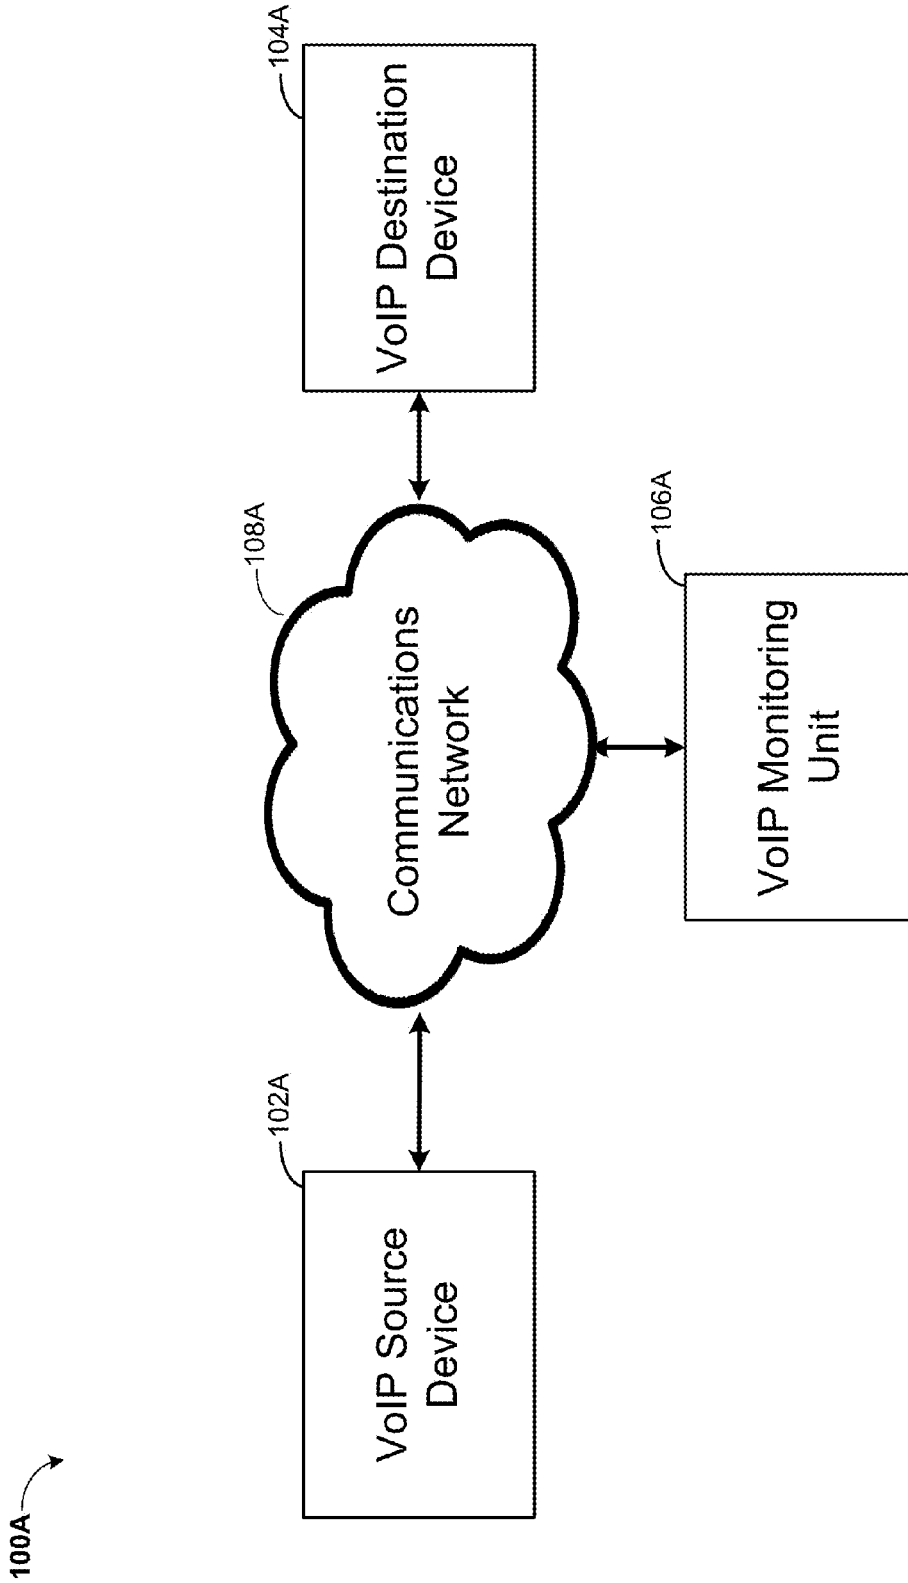 100A
102A
VoIP Source
Device
108A
Communications
Network
104A
VoIP Destination
Device
106A
VoIP Monitoring
Unit